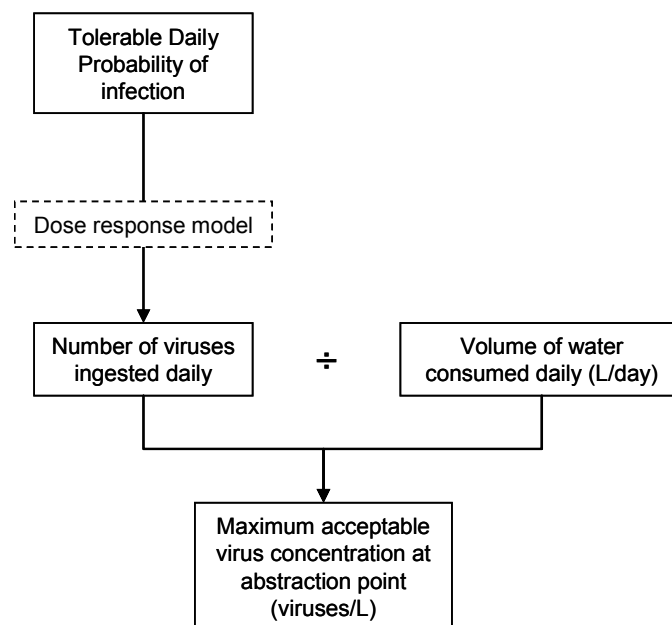 Tolerable Daily
Probability of
infection
Dose response model
Number of viruses
ingested daily
÷
Volume of water
consumed daily (L/day)
Maximum acceptable
virus concentration at
abstraction point
(viruses/L)